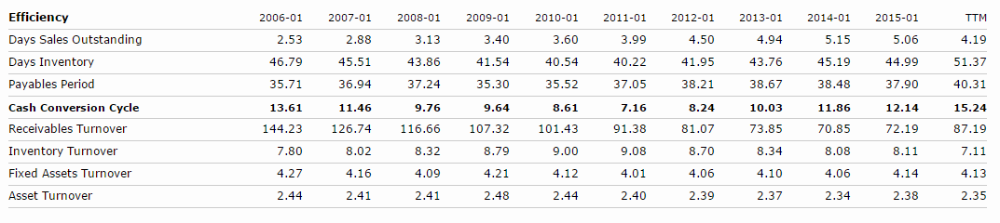 Efficiency 2006-01 2007-01 2008-01 2009-01 2010-01 2011-01 2012-01 2013-01 2014-01 2015-01 TTM
Days Sales Outstanding 2.53 2.88 3.13 3.40 3.60 3.99 4.50 4.94 5.15 5.06 4.19
Days Inventory 46.79 45.51 43.86 41.54 40.54 40.22 41.95 43.76 45.19 44.99 51.37
Payables Period 35.71 36.94 37.24 35.30 35.52 37.05 38.21 38.67 38.48 37.90 40.31
Cash Conversion Cycle 13.61 11.46 9.76 9.64 8.61 7.16 8.24 10.03 11.86 12.14 15.24
Receivables Turnover 144.23 126.74 116.66 107.32 101.43 91.38 81.07 73.85 70.85 72.19 87.19
Inventory Turnover 7.80 8.02 8.32 8.79 9.00 9.08 8.70 8.34 8.08 8.11 7.11
Fixed Assets Turnover 4.27 4.16 4.09 4.21 4.12 4.01 4.06 4.10 4.06 4.14 4.13
Asset Turnover 2.44 2.41 2.41 2.48 2.44 2.40 2.39 2.37 2.34 2.38 2.35